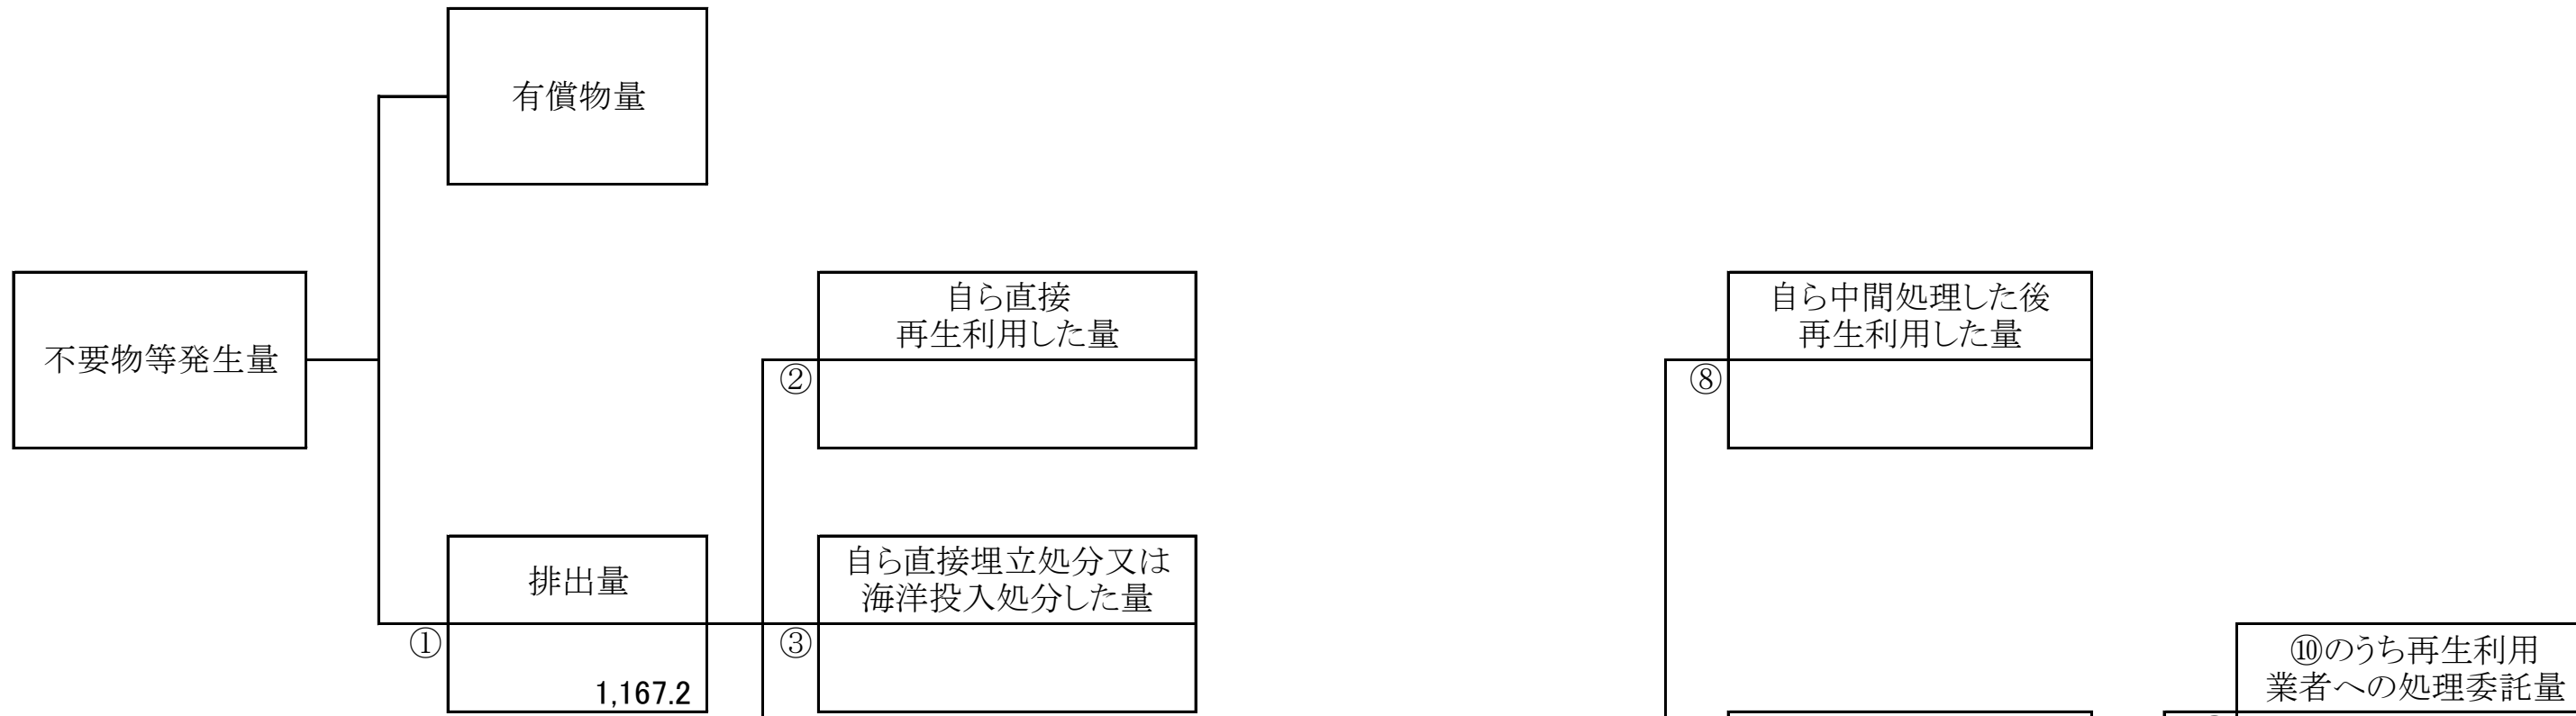 有償物量
不要物等発生量
自ら直接
再生利用した量
②
自ら中間処理した後
再生利用した量
⑧
排出量
①
1,167.2
自ら直接埋立処分又は
海洋投入処分した量
③
⑩のうち再生利用
業者への処理委託量